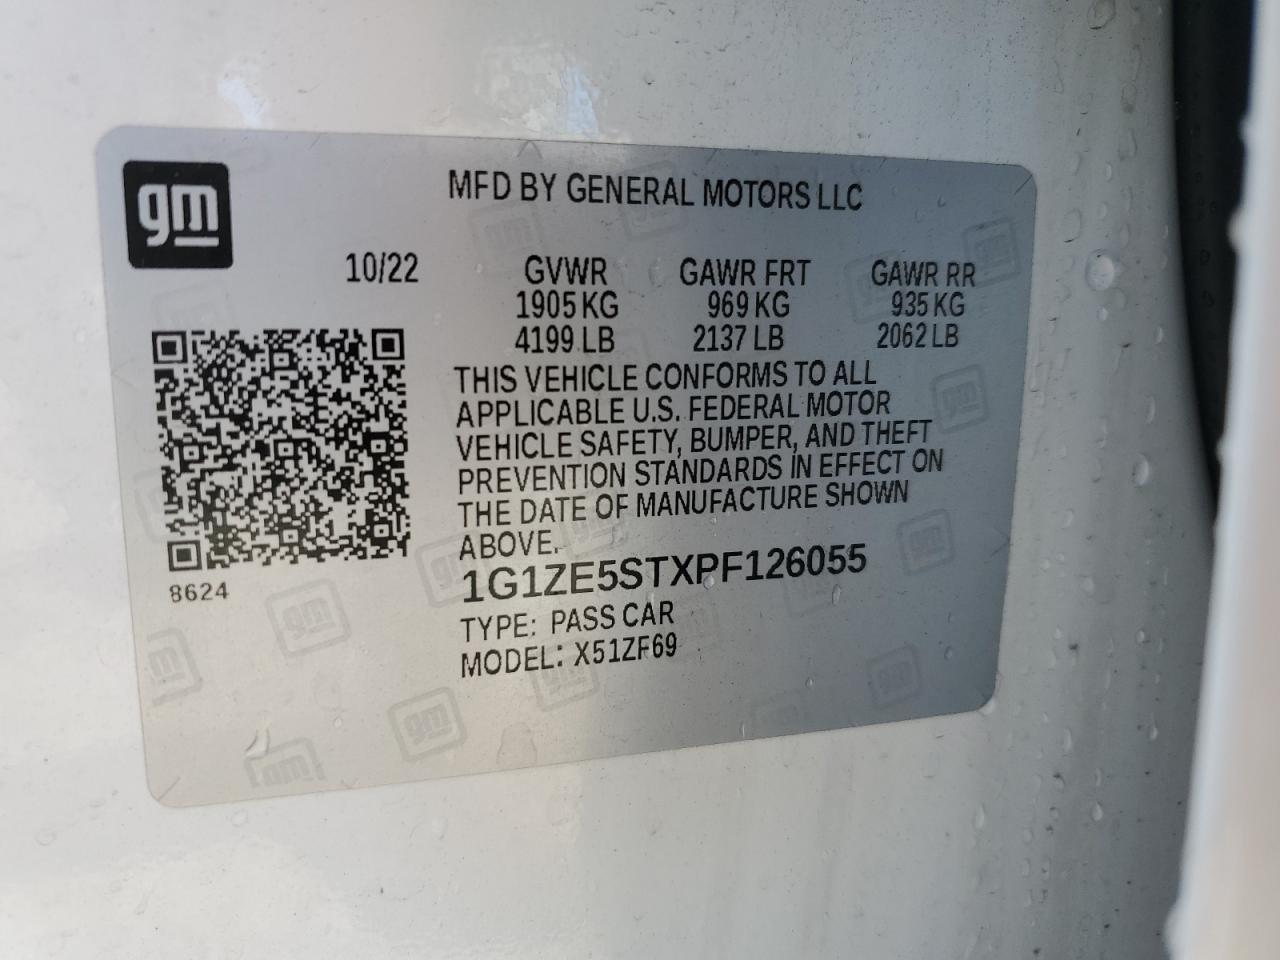 gm
MFD BY GENERAL MOTORS LLC
10/22 GVWR GAWR FRT GAWR RR
1905 KG 969 KG 935 KG
4199 LB 2137 LB 2062 LB
THIS VEHICLE CONFORMS TO ALL
APPLICABLE U.S. FEDERAL MOTOR
VEHICLE SAFETY, BUMPER, AND THEFT
PREVENTION STANDARDS IN EFFECT ON
THE DATE OF MANUFACTURE SHOWN
ABOVE.
8624
1G1ZE5STXPF126055
TYPE: PASS CAR
MODEL: X51ZF69